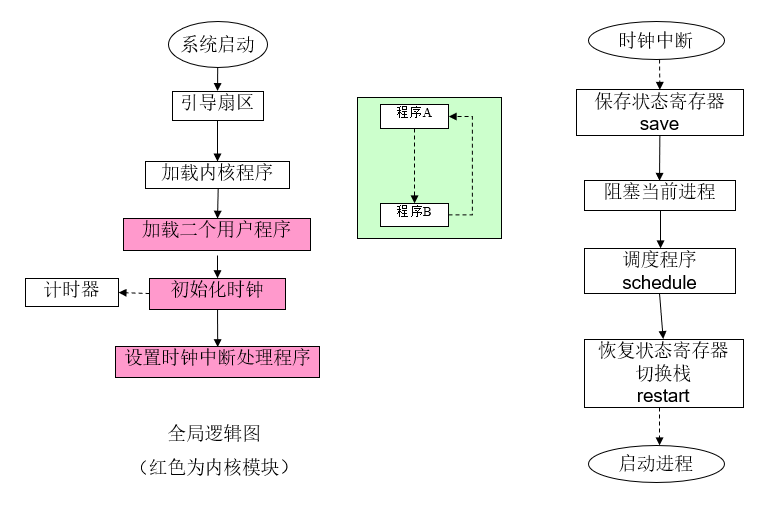 系统启动
引导扇区
加载内核程序
加载二个用户程序
计时器
初始化时钟
设置时钟中断处理程序
全局逻辑图
（红色为内核模块）
程序A
程序B
时钟中断
保存状态寄存器
save
阻塞当前进程
调度程序
schedule
恢复状态寄存器
切换栈
restart
启动进程